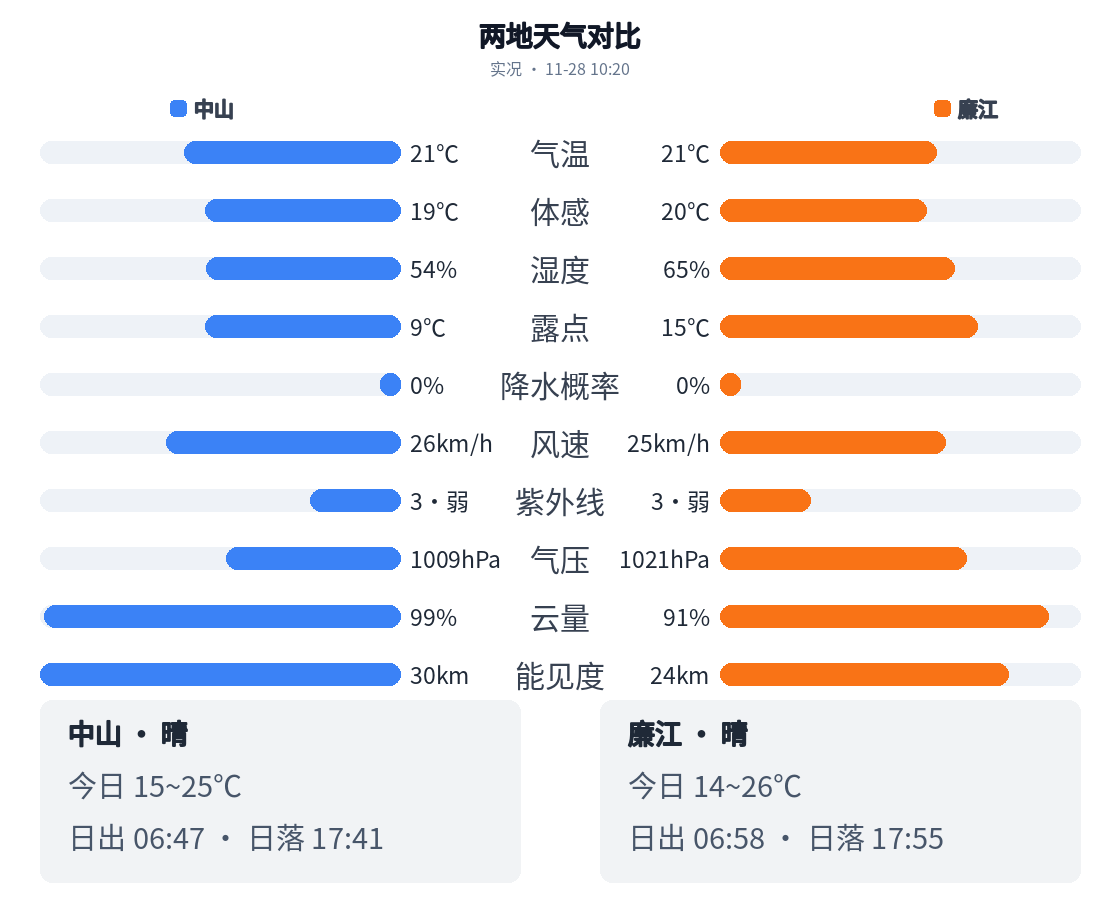 两地天气对比
实况 · 11-28 10:20
中山 廉江
21℃ 气温 21℃
19℃ 体感 20℃
54% 湿度 65%
9℃ 露点 15℃
0% 降水概率 0%
26km/h 风速 25km/h
3·弱 紫外线 3·弱
1009hPa 气压 1021hPa
99% 云量 91%
30km 能见度 24km
中山 · 晴
今日 15~25℃
日出 06:47 · 日落 17:41
廉江 · 晴
今日 14~26℃
日出 06:58 · 日落 17:55